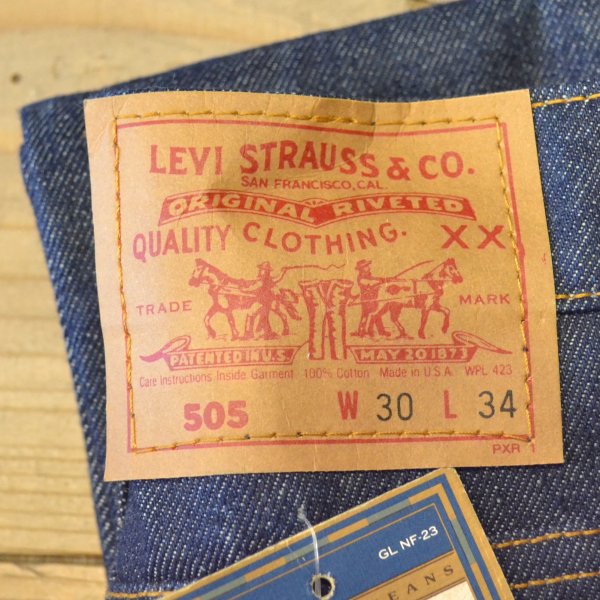 LEVI STRAUSS & CO.
SAN FRANCISCO, CAL.
ORIGINAL RIVETED
QUALITY CLOTHING. XX
TRADE MARK
PATENTED IN U.S. MAY 20 1873
Care Instructions Inside Garment 100% Cotton Made in U.S.A. WPL 423
505 W 30 L 34
PXR 1
GL NF-23
JEANS